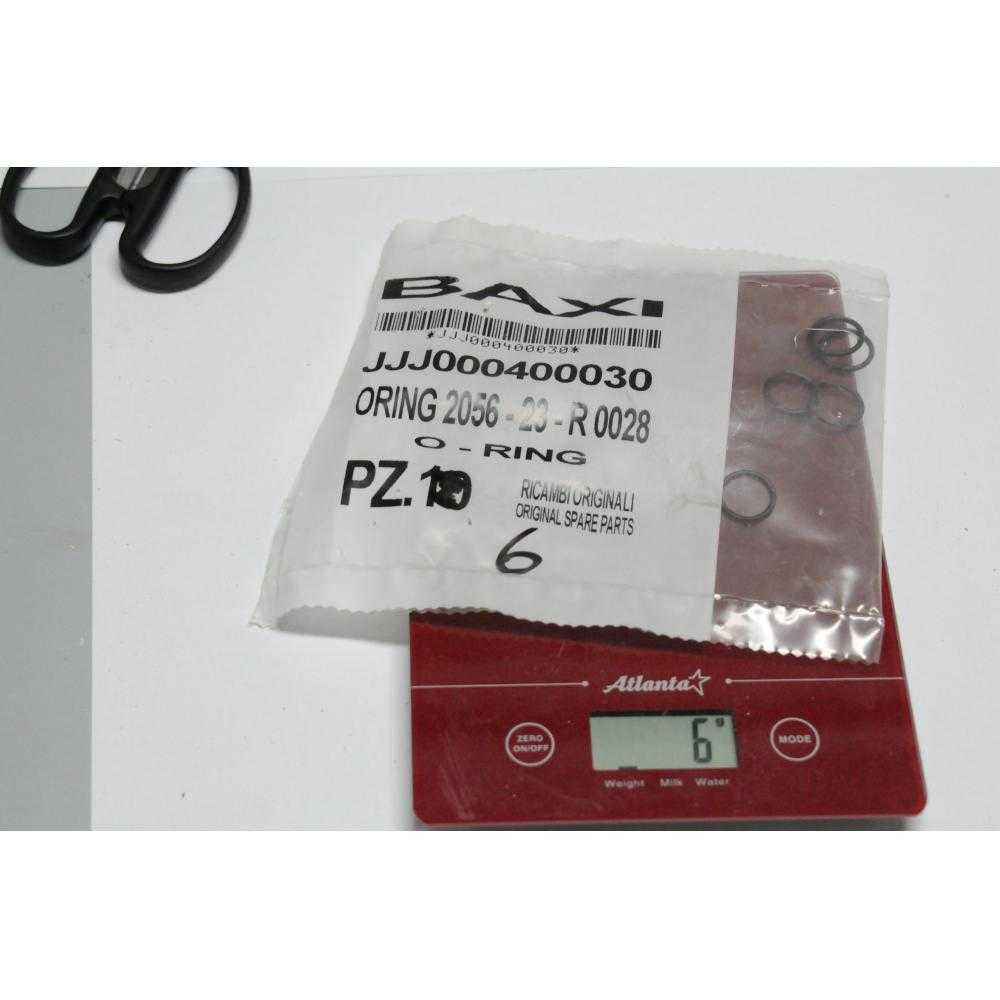 BAXI
*JJJ000400030*
JJJ000400030
ORING 2056 - 23 - R 0028
O - RING
PZ.10
RICAMBI ORIGINALI
ORIGINAL SPARE PARTS
6
Atlanta
ZERO
ON/OFF
6 g
MODE
Weight Milk Water